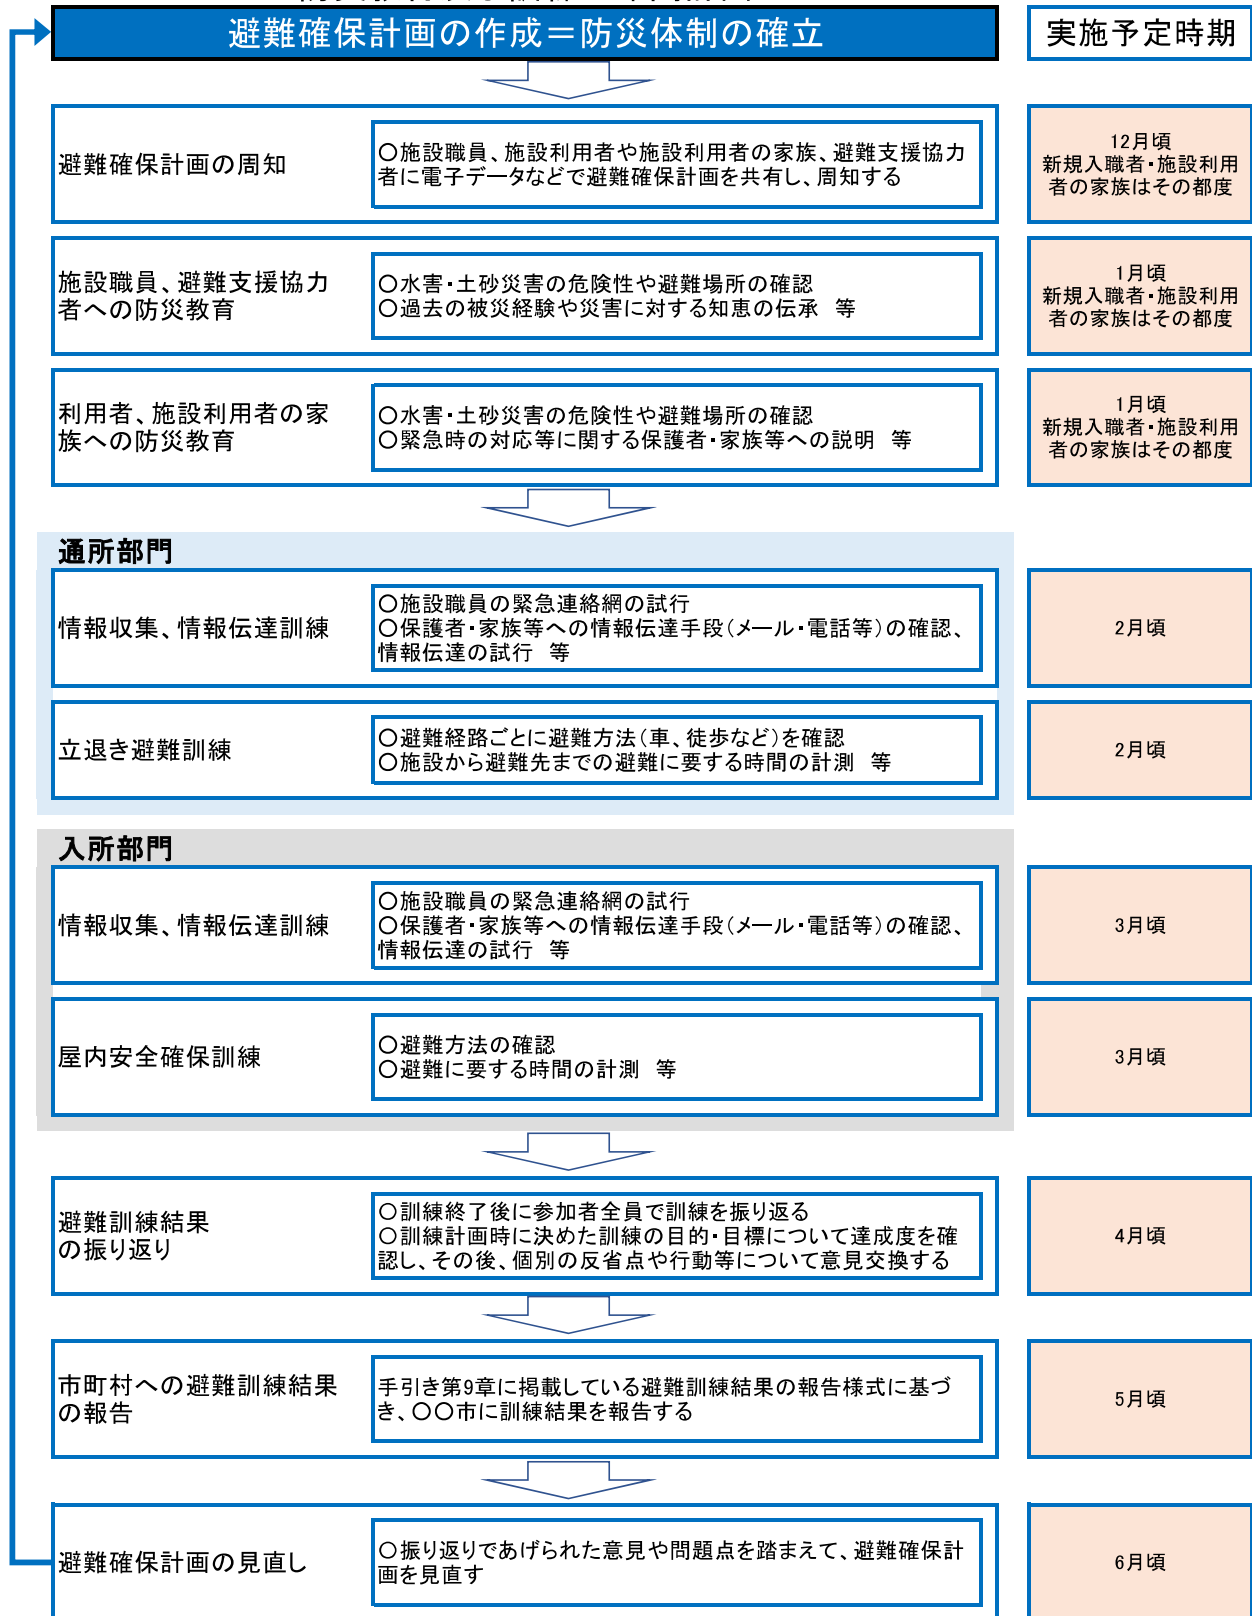 避難確保計画の作成＝防災体制の確立
実施予定時期
避難確保計画の周知
○施設職員、施設利用者や施設利用者の家族、避難支援協力
者に電子データなどで避難確保計画を共有し、周知する
12月頃
新規入職者・施設利用
者の家族はその都度
施設職員、避難支援協力
者への防災教育
○水害・土砂災害の危険性や避難場所の確認
○過去の被災経験や災害に対する知恵の伝承　等
1月頃
新規入職者・施設利用
者の家族はその都度
利用者、施設利用者の家
族への防災教育
○水害・土砂災害の危険性や避難場所の確認
○緊急時の対応等に関する保護者・家族等への説明　等
1月頃
新規入職者・施設利用
者の家族はその都度
通所部門
情報収集、情報伝達訓練
○施設職員の緊急連絡網の試行
○保護者・家族等への情報伝達手段（メール・電話等）の確認、
情報伝達の試行　等
2月頃
立退き避難訓練
○避難経路ごとに避難方法（車、徒歩など）を確認
○施設から避難先までの避難に要する時間の計測　等
2月頃
入所部門
情報収集、情報伝達訓練
○施設職員の緊急連絡網の試行
○保護者・家族等への情報伝達手段（メール・電話等）の確認、
情報伝達の試行　等
3月頃
屋内安全確保訓練
○避難方法の確認
○避難に要する時間の計測　等
3月頃
避難訓練結果
の振り返り
○訓練終了後に参加者全員で訓練を振り返る
○訓練計画時に決めた訓練の目的・目標について達成度を確
認し、その後、個別の反省点や行動等について意見交換する
4月頃
市町村への避難訓練結果
の報告
手引き第9章に掲載している避難訓練結果の報告様式に基づ
き、○○市に訓練結果を報告する
5月頃
避難確保計画の見直し
○振り返りであげられた意見や問題点を踏まえて、避難確保計
画を見直す
6月頃